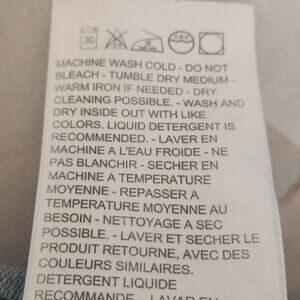 30
MACHINE WASH COLD - DO NOT
BLEACH - TUMBLE DRY MEDIUM -
WARM IRON IF NEEDED - DRY
CLEANING POSSIBLE. - WASH AND
DRY INSIDE OUT WITH LIKE
COLORS. LIQUID DETERGENT IS
RECOMMENDED. - LAVER EN
MACHINE A L'EAU FROIDE - NE
PAS BLANCHIR - SECHER EN
MACHINE A TEMPERATURE
MOYENNE - REPASSER A
TEMPERATURE MOYENNE AU
BESOIN - NETTOYAGE A SEC
POSSIBLE. - LAVER ET SECHER LE
PRODUIT RETOURNE, AVEC DES
COULEURS SIMILAIRES.
DETERGENT LIQUIDE
RECOMMANDE - LAVAR EN